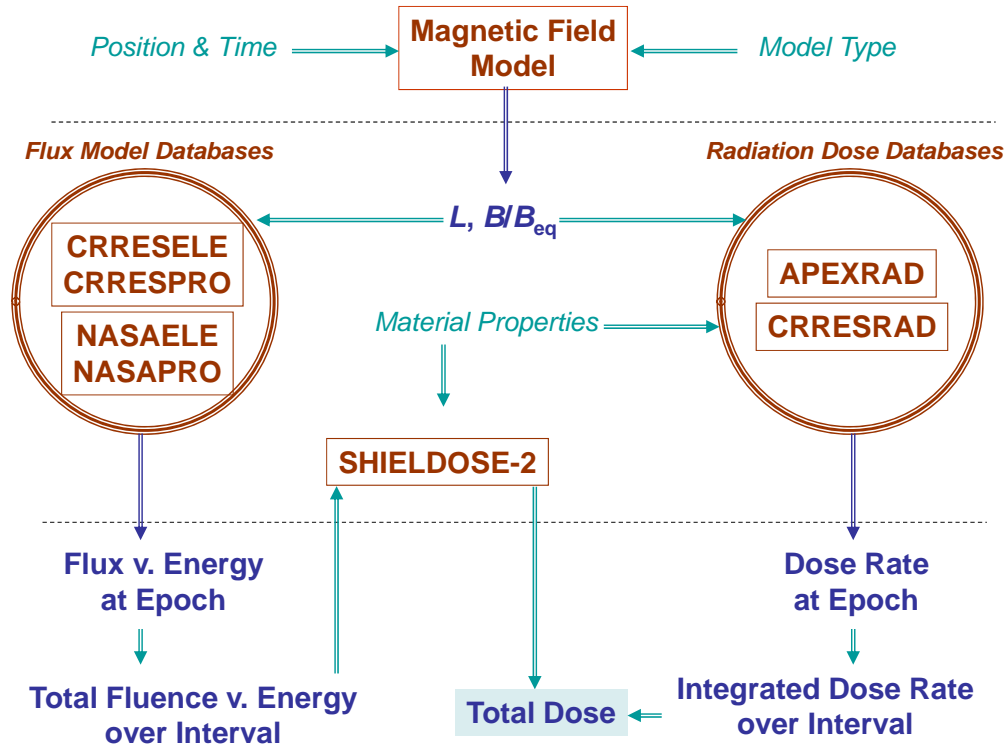 Position & Time
Magnetic Field
Model
Model Type
Flux Model Databases
Radiation Dose Databases
L, B/Beq
CRRESELE
CRRESPRO
NASAELE
NASAPRO
APEXRAD
CRRESRAD
Material Properties
SHIELDOSE-2
Flux v. Energy
at Epoch
Dose Rate
at Epoch
Total Fluence v. Energy
over Interval
Total Dose
Integrated Dose Rate
over Interval